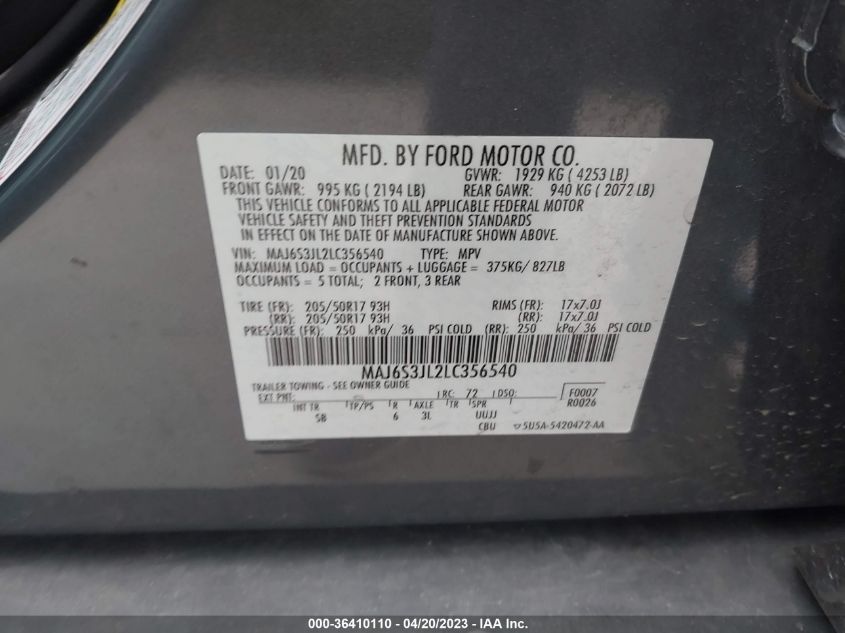 MFD. BY FORD MOTOR CO.
DATE: 01/20 GVWR: 1929 KG ( 4253 LB)
FRONT GAWR: 995 KG ( 2194 LB) REAR GAWR: 940 KG ( 2072 LB)
THIS VEHICLE CONFORMS TO ALL APPLICABLE FEDERAL MOTOR
VEHICLE SAFETY AND THEFT PREVENTION STANDARDS
IN EFFECT ON THE DATE OF MANUFACTURE SHOWN ABOVE.
VIN: MAJ6S3JL2LC356540 TYPE: MPV
MAXIMUM LOAD = OCCUPANTS + LUGGAGE = 375KG/ 827LB
OCCUPANTS = 5 TOTAL; 2 FRONT, 3 REAR
TIRE (FR): 205/50R17 93H RIMS (FR): 17x7.0J
(RR): 205/50R17 93H (RR): 17x7.0J
PRESSURE (FR): 250 kPa/ 36 PSI COLD (RR): 250 kPa/ 36 PSI COLD
MAJ6S3JL2LC356540
TRAILER TOWING - SEE OWNER GUIDE
EXT PNT: RC: 72 DSO: F0007
R0026
INT TR TP/PS R AXLE TR SPR
SB 6 3L UUJJ
CBU 5U5A-5420472-AA
000-36410110 - 04/20/2023 - IAA Inc.